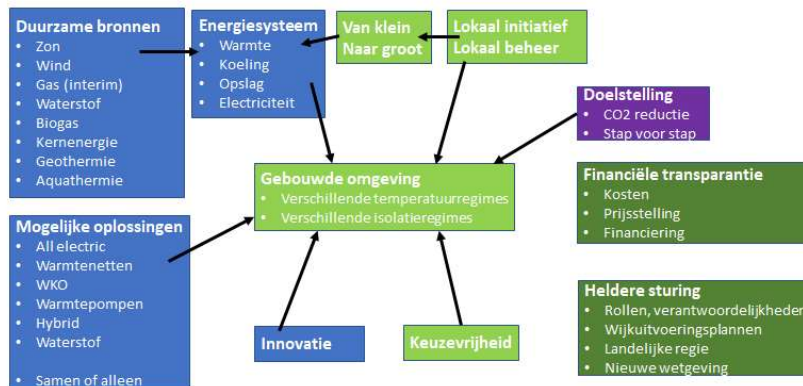 Duurzame bronnen
• Zon
• Wind
• Gas (interim)
• Waterstof
• Biogas
• Kernenergie
• Geothermie
• Aquathermie
Energiesysteem
• Warmte
• Koeling
• Opslag
• Electriciteit
Van klein
Naar groot
Lokaal initiatief
Lokaal beheer
Doelstelling
• CO2 reductie
• Stap voor stap
Gebouwde omgeving
• Verschillende temperatuurregimes
• Verschillende isolatieregimes
Financiële transparantie
• Kosten
• Prijsstelling
• Financiering
Mogelijke oplossingen
• All electric
• Warmtenetten
• WKO
• Warmtepompen
• Hybrid
• Waterstof
• Samen of alleen
Innovatie
Keuzevrijheid
Heldere sturing
• Rollen, verantwoordelijkheden
• Wijkuitvoeringsplannen
• Landelijke regie
• Nieuwe wetgeving